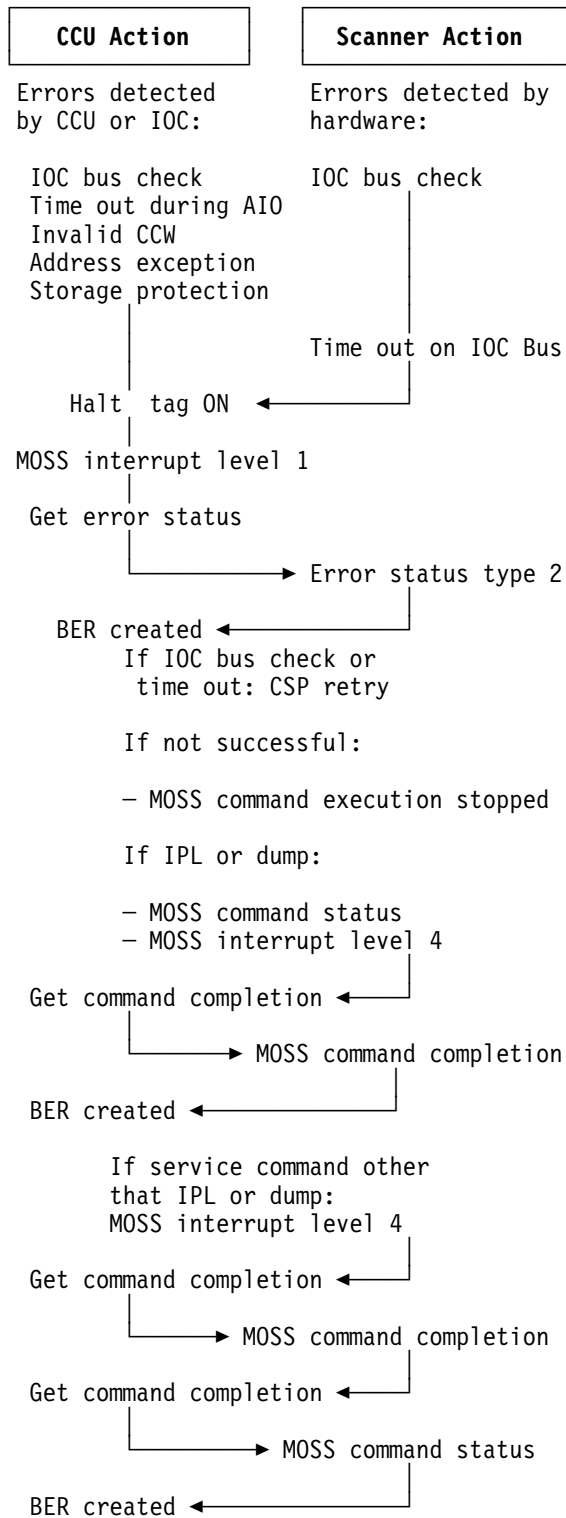 CCU Action Scanner Action
Errors detected Errors detected by
by CCU or IOC: hardware:
IOC bus check IOC bus check
Time out during AIO
Invalid CCW
Address exception
Storage protection
Time out on IOC Bus
Halt tag ON
MOSS interrupt level 1
Get error status
Error status type 2
BER created
If IOC bus check or
time out: CSP retry
If not successful:
— MOSS command execution stopped
If IPL or dump:
— MOSS command status
— MOSS interrupt level 4
Get command completion
MOSS command completion
BER created
If service command other
that IPL or dump:
MOSS interrupt level 4
Get command completion
MOSS command completion
Get command completion
MOSS command status
BER created